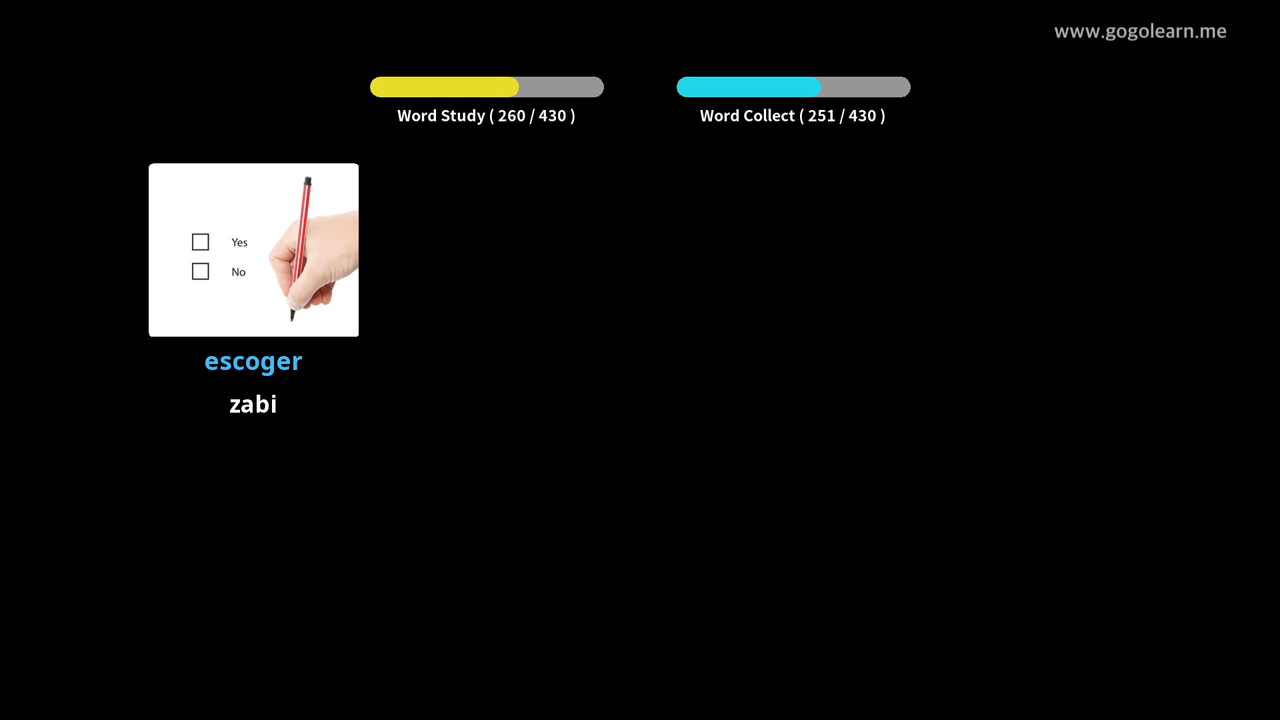 www.gogolearn.me
Word Study ( 260 / 430 )
Word Collect ( 251 / 430 )
Yes
No
escoger
zabi